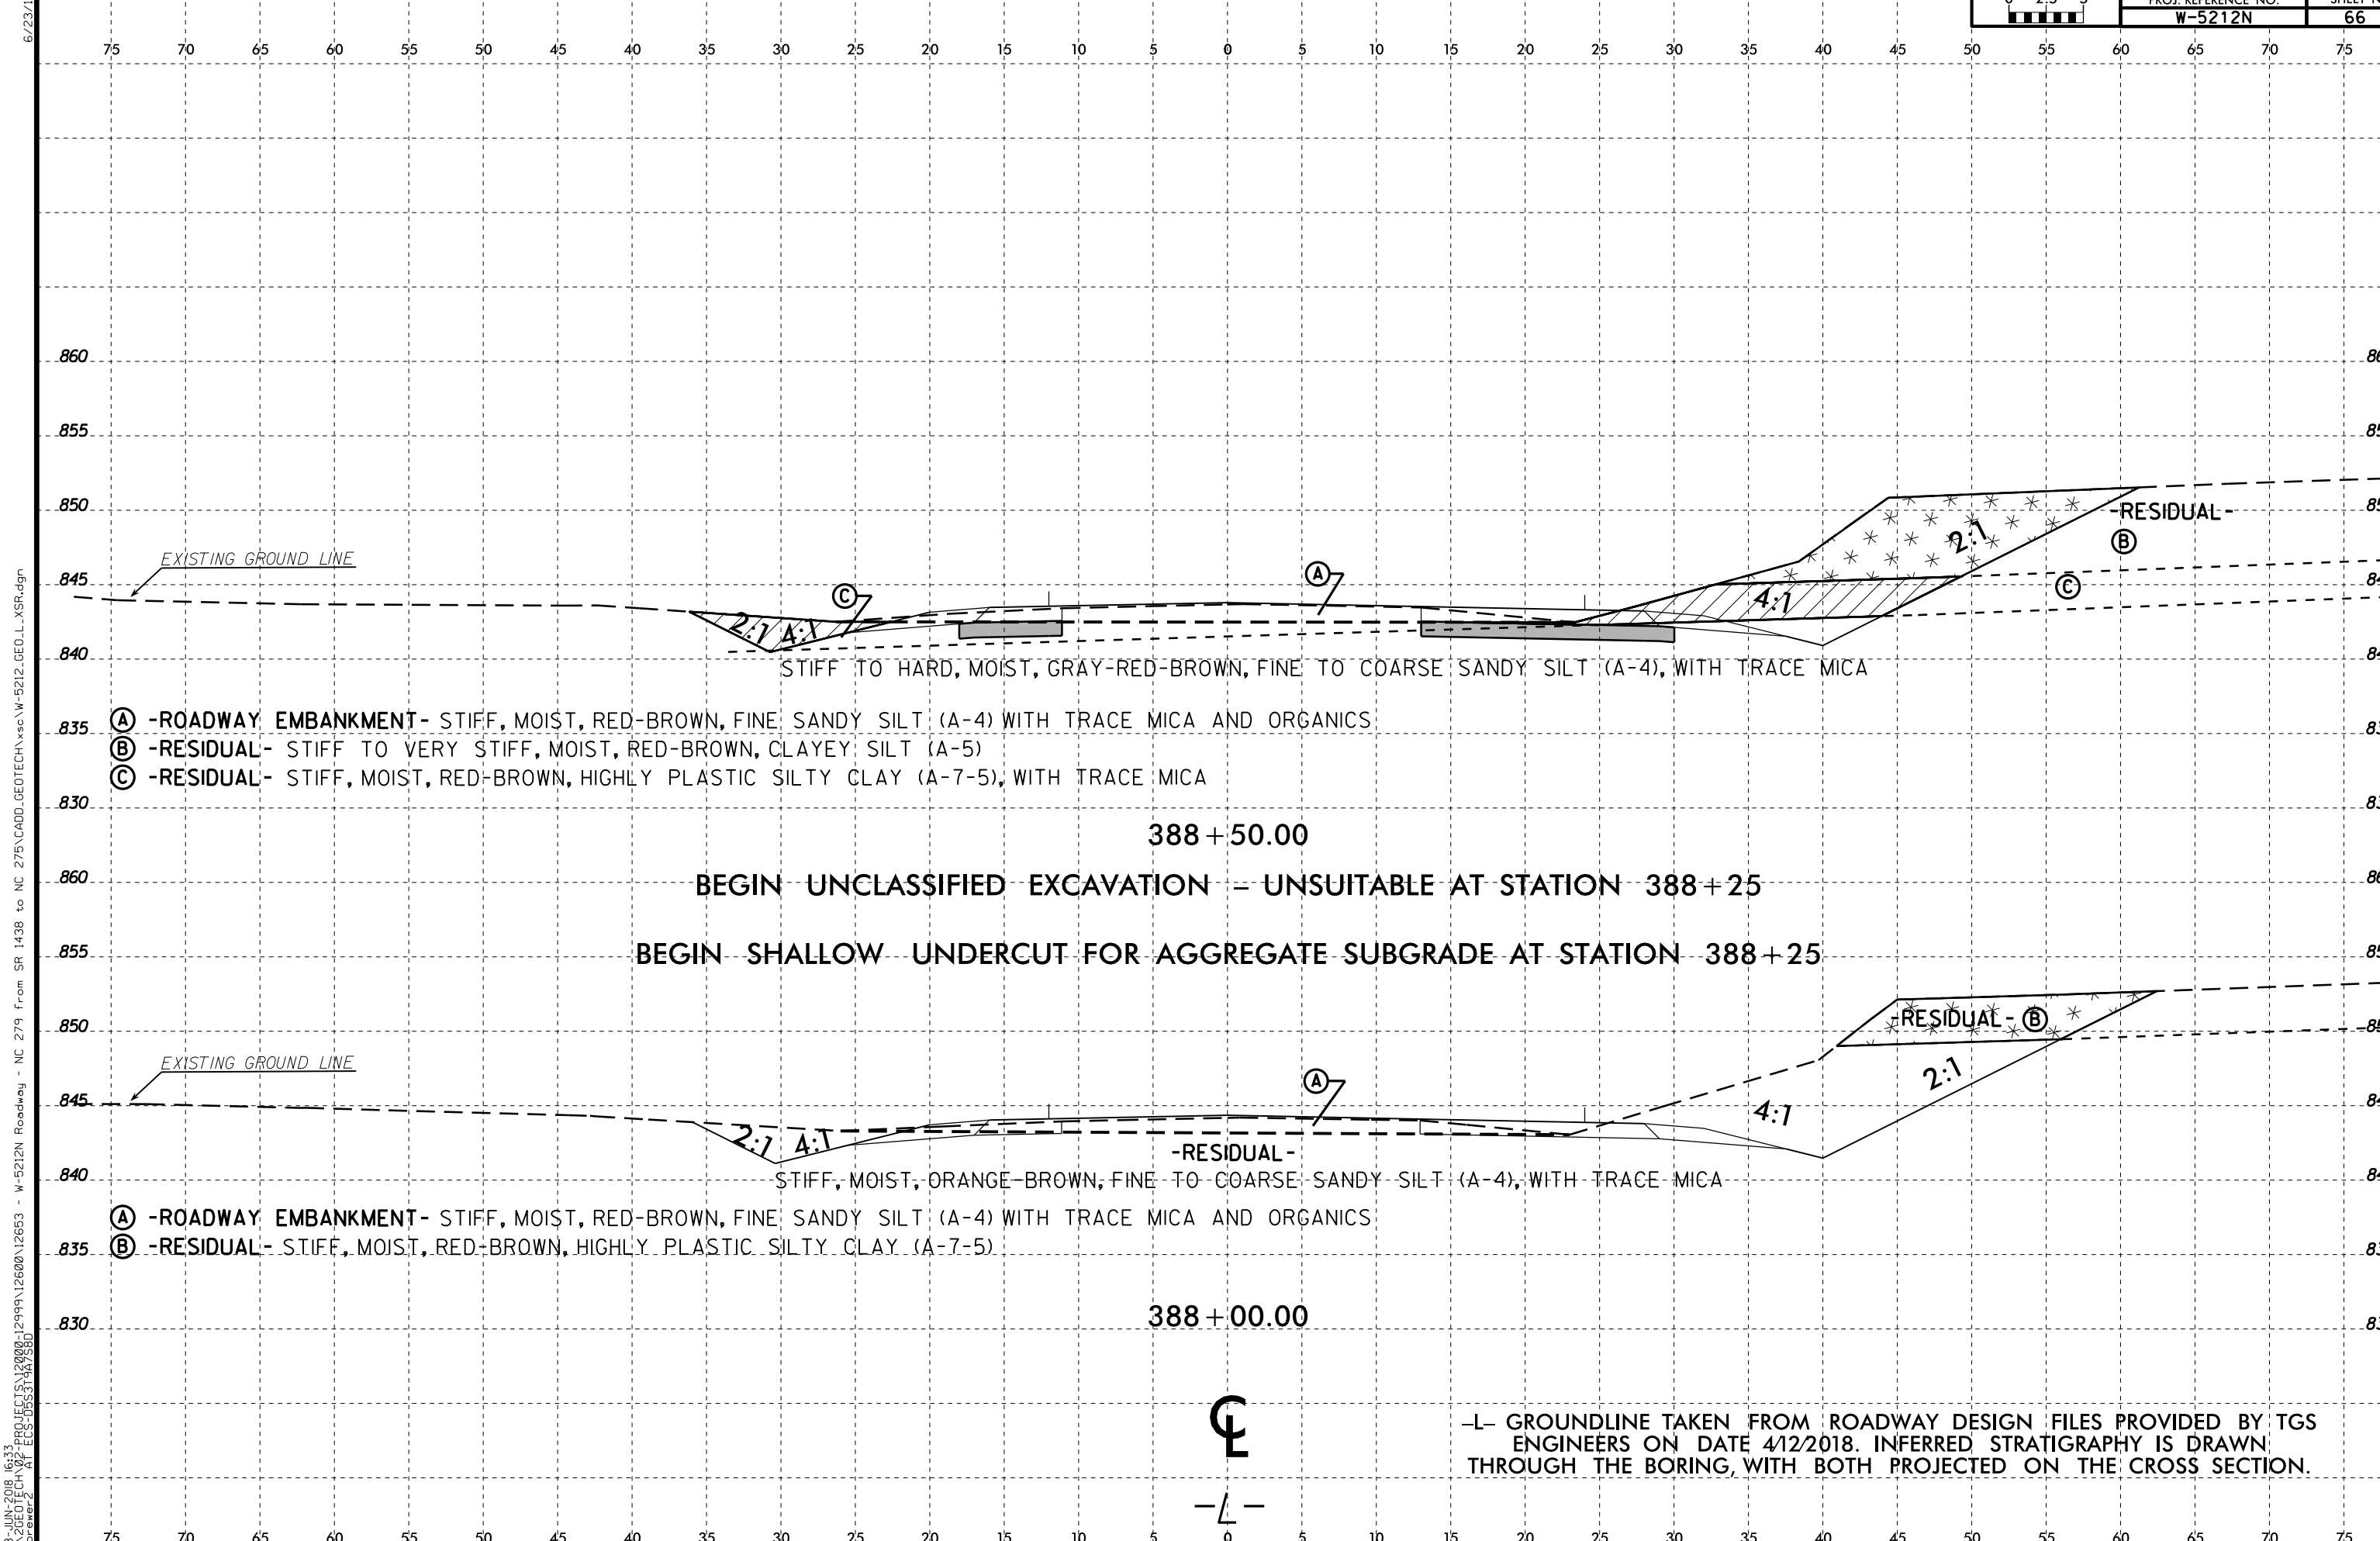 0 2.5 5
PROJ. REFERENCE NO.
W-5212N
66
75 70 65 60 55 50 45 40 35 30 25 20 15 10 5 0 5 10 15 20 25 30 35 40 45 50 55 60 65 70 75
860
855
850
-RESIDUAL-
2:1
B
EXISTING GROUND LINE
845
C
A
C
4:1
2:1 4:1
840
STIFF TO HARD, MOIST, GRAY-RED-BROWN, FINE TO COARSE SANDY SILT (A-4), WITH TRACE MICA
A -ROADWAY EMBANKMENT- STIFF, MOIST, RED-BROWN, FINE SANDY SILT (A-4) WITH TRACE MICA AND ORGANICS
835
B -RESIDUAL- STIFF TO VERY STIFF, MOIST, RED-BROWN, CLAYEY SILT (A-5)
C -RESIDUAL- STIFF, MOIST, RED-BROWN, HIGHLY PLASTIC SILTY CLAY (A-7-5), WITH TRACE MICA
830
388+50.00
860
BEGIN UNCLASSIFIED EXCAVATION - UNSUITABLE AT STATION 388+25
855
BEGIN SHALLOW UNDERCUT FOR AGGREGATE SUBGRADE AT STATION 388+25
850
-RESIDUAL- B
EXISTING GROUND LINE
A
2:1
845
4:1
2:1 4:1
-RESIDUAL-
840
STIFF, MOIST, ORANGE-BROWN, FINE TO COARSE SANDY SILT (A-4), WITH TRACE MICA
A -ROADWAY EMBANKMENT- STIFF, MOIST, RED-BROWN, FINE SANDY SILT (A-4) WITH TRACE MICA AND ORGANICS
835
B -RESIDUAL- STIFF, MOIST, RED-BROWN, HIGHLY PLASTIC SILTY CLAY (A-7-5)
388+00.00
830
CL
-L-
-L- GROUNDLINE TAKEN FROM ROADWAY DESIGN FILES PROVIDED BY TGS
ENGINEERS ON DATE 4/12/2018. INFERRED STRATIGRAPHY IS DRAWN
THROUGH THE BORING, WITH BOTH PROJECTED ON THE CROSS SECTION.
75 70 65 60 55 50 45 40 35 30 25 20 15 10 5 0 5 10 15 20 25 30 35 40 45 50 55 60 65 70 75